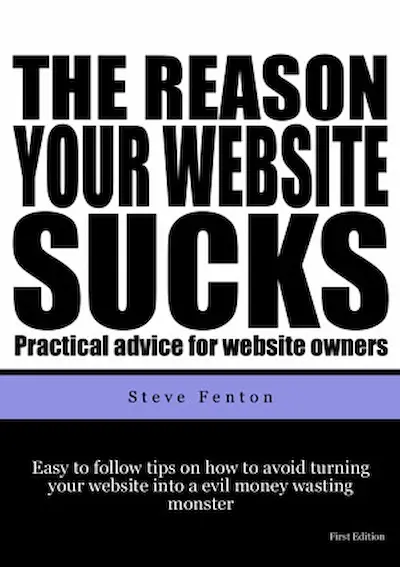 THE REASON
YOUR WEBSITE
SUCKS
Practical advice for website owners
Steve Fenton
Easy to follow tips on how to avoid turning
your website into a evil money wasting
monster
First Edition